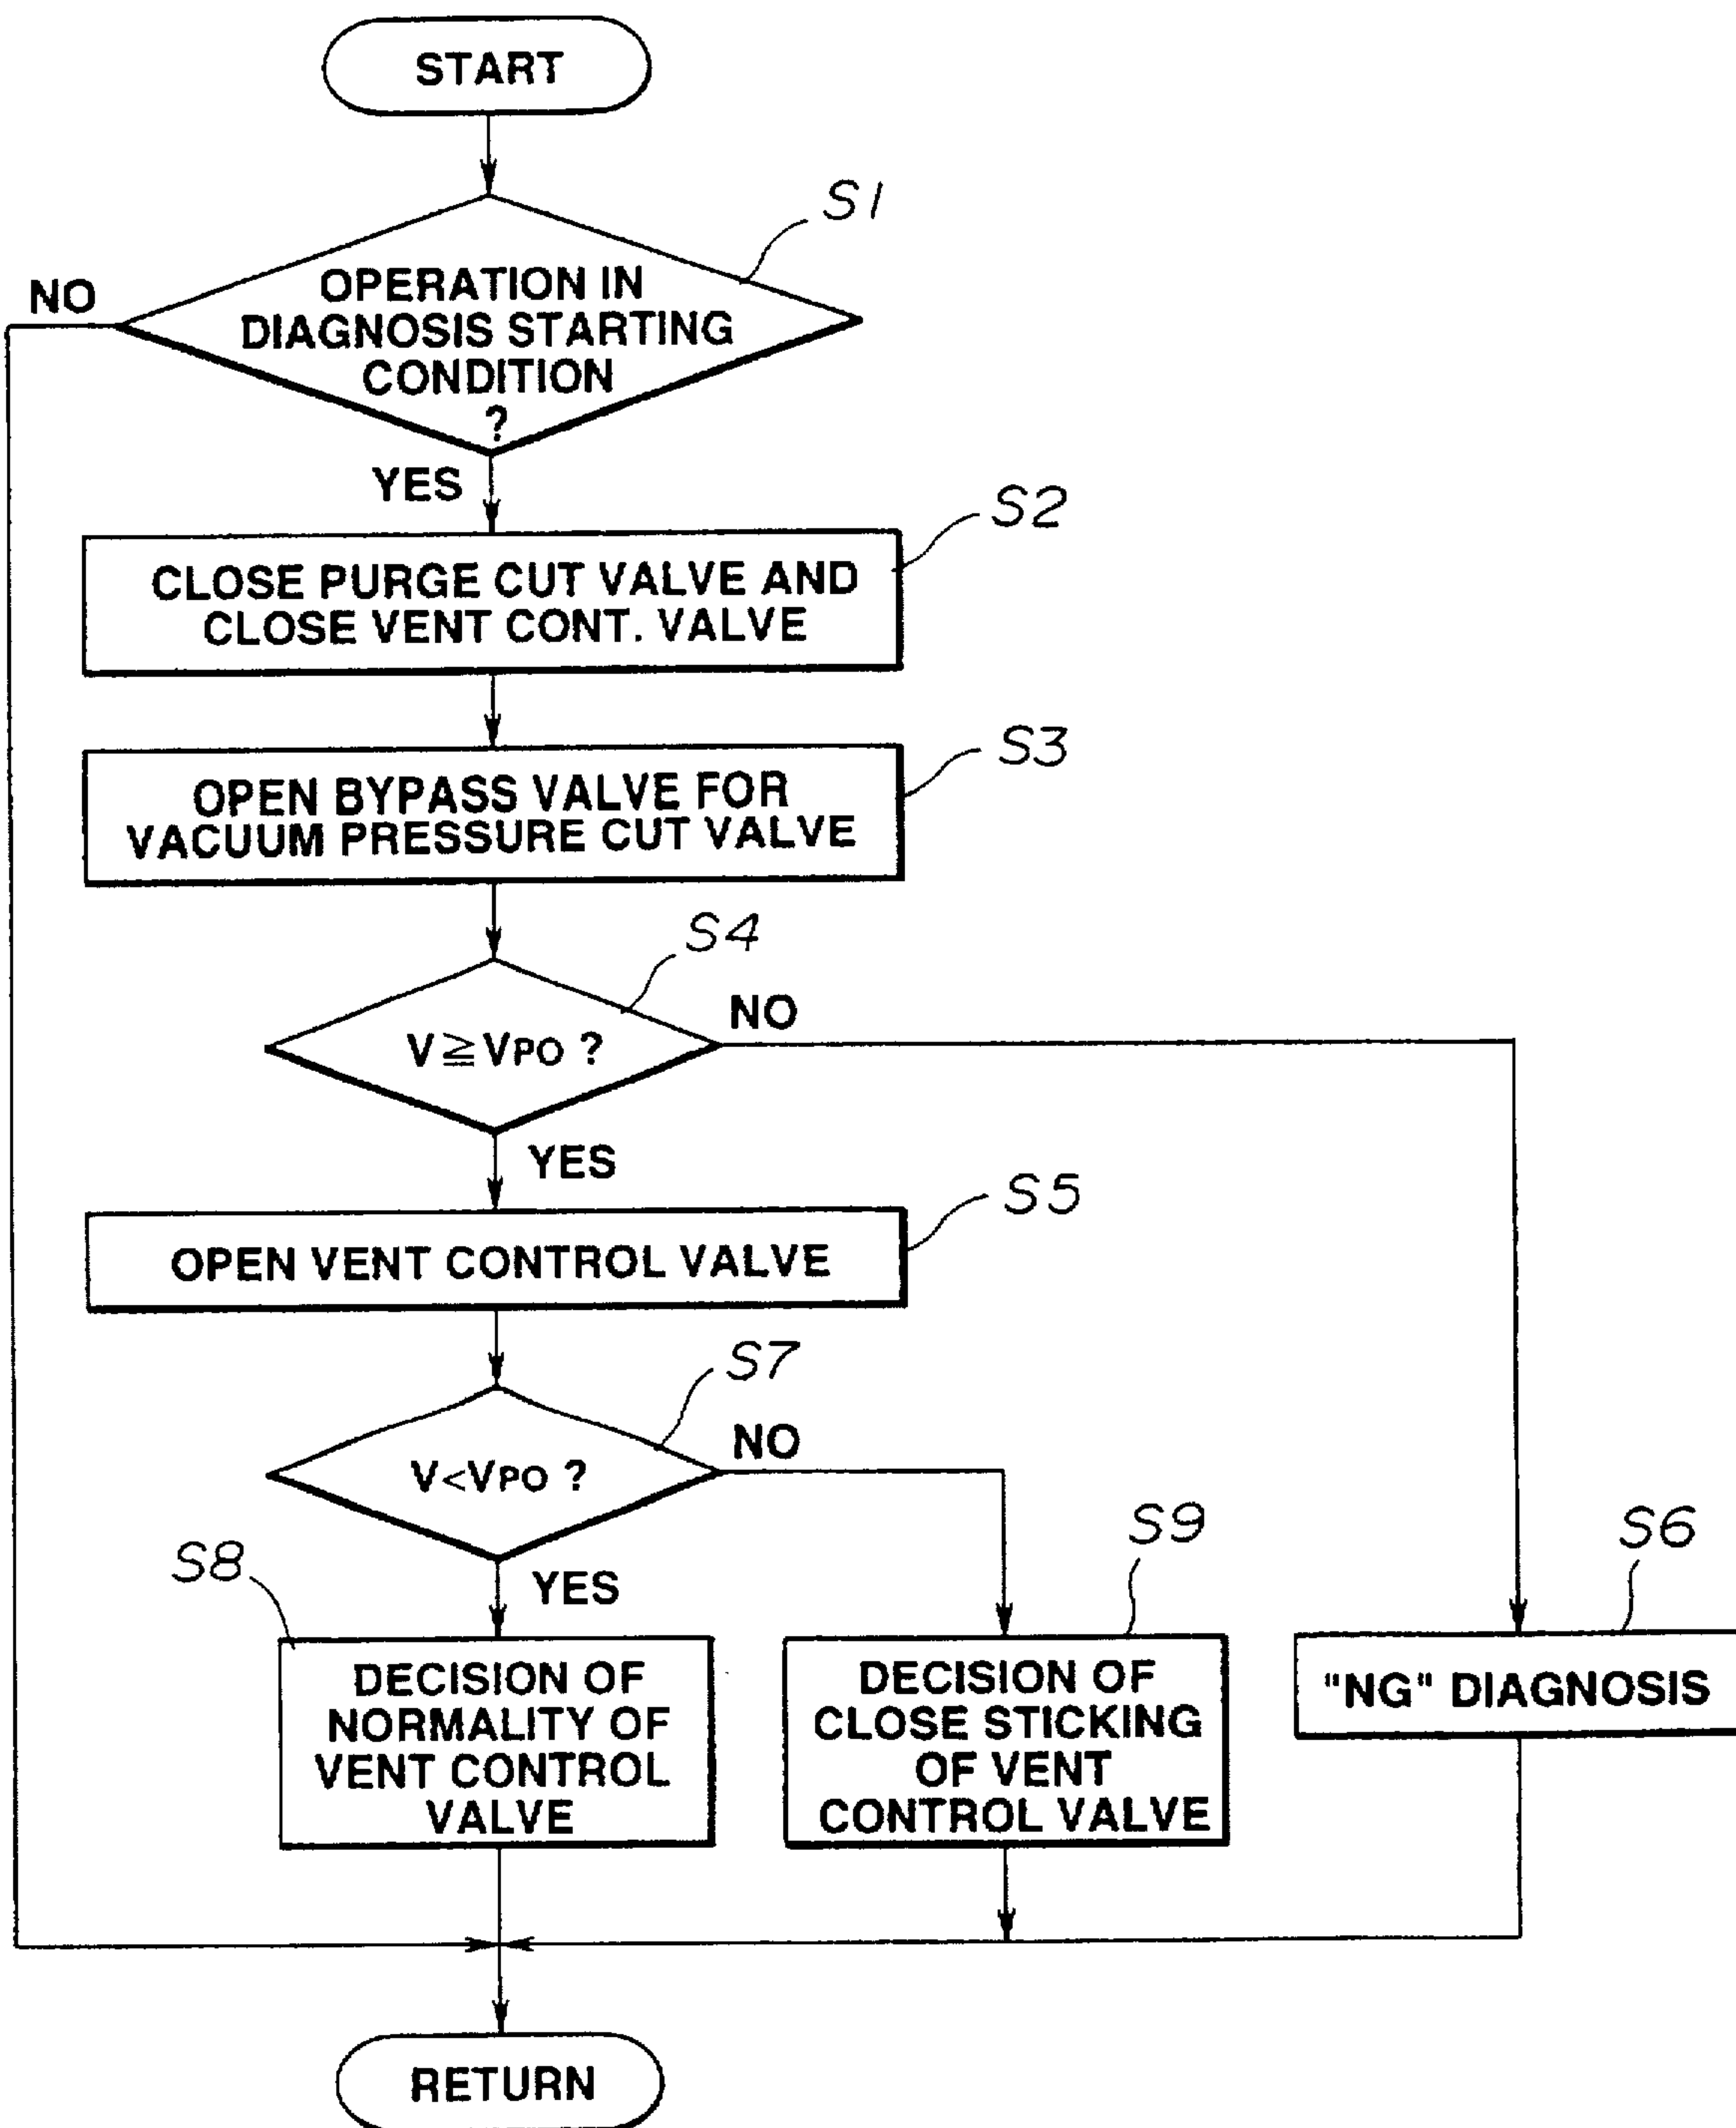 START
S1
NO
OPERATION IN
DIAGNOSIS STARTING
CONDITION
?
YES
S2
CLOSE PURGE CUT VALVE AND
CLOSE VENT CONT. VALVE
S3
OPEN BYPASS VALVE FOR
VACUUM PRESSURE CUT VALVE
S4
NO
V≧VPO ?
YES
S5
OPEN VENT CONTROL VALVE
S7
NO
V<VPO ?
S8
YES
S9
S6
DECISION OF
NORMALITY OF
VENT CONTROL
VALVE
DECISION OF
CLOSE STICKING
OF VENT
CONTROL VALVE
"NG" DIAGNOSIS
RETURN